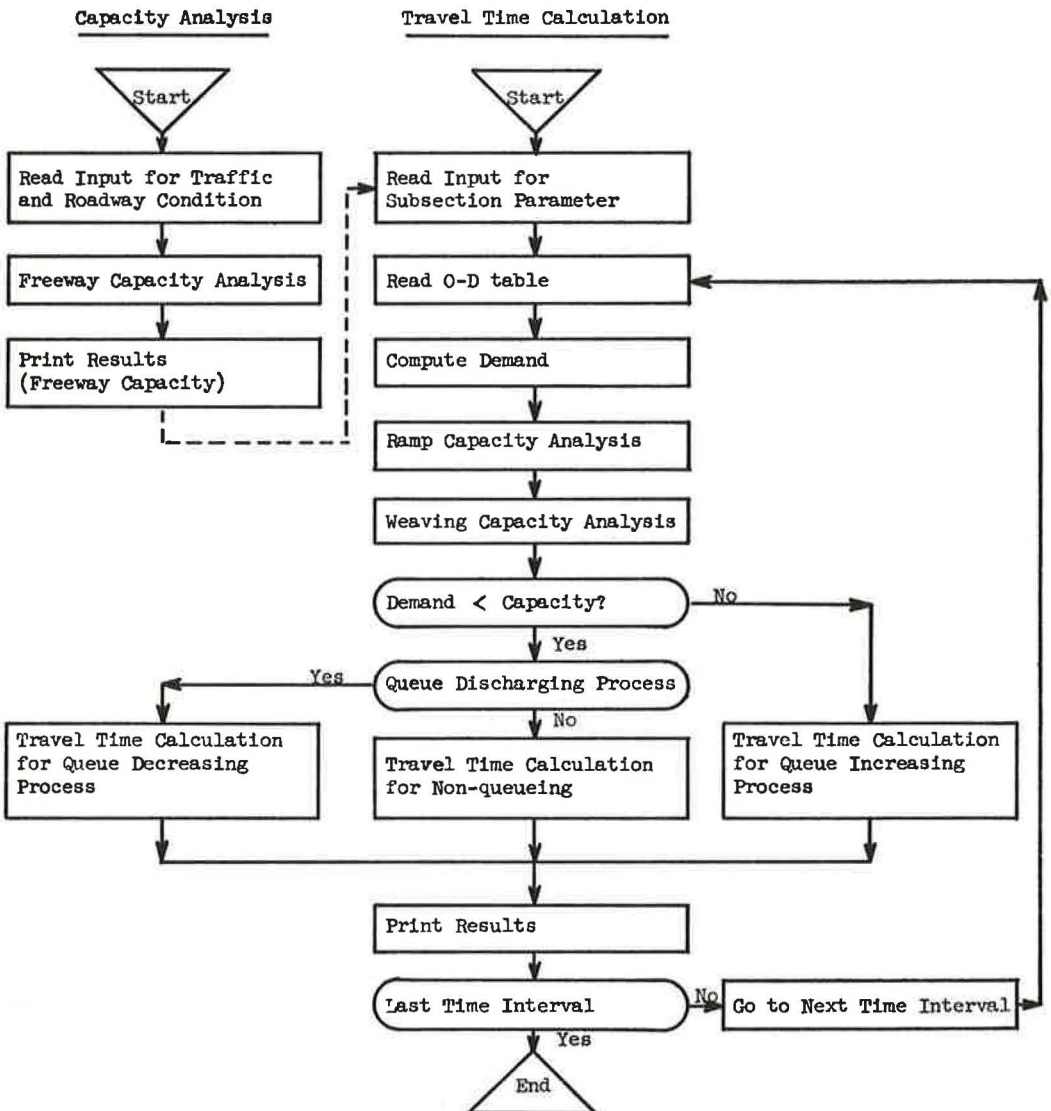 Capacity Analysis
Travel Time Calculation
Start
Start
Read Input for Traffic
and Roadway Condition
Read Input for
Subsection Parameter
Freeway Capacity Analysis
Read O-D table
Print Results
(Freeway Capacity)
Compute Demand
Ramp Capacity Analysis
Weaving Capacity Analysis
Demand < Capacity?
No
Yes
Yes
Queue Discharging Process
No
Travel Time Calculation
for Queue Decreasing
Process
Travel Time Calculation
for Non-queueing
Travel Time Calculation
for Queue Increasing
Process
Print Results
Last Time Interval
No
Go to Next Time Interval
Yes
End